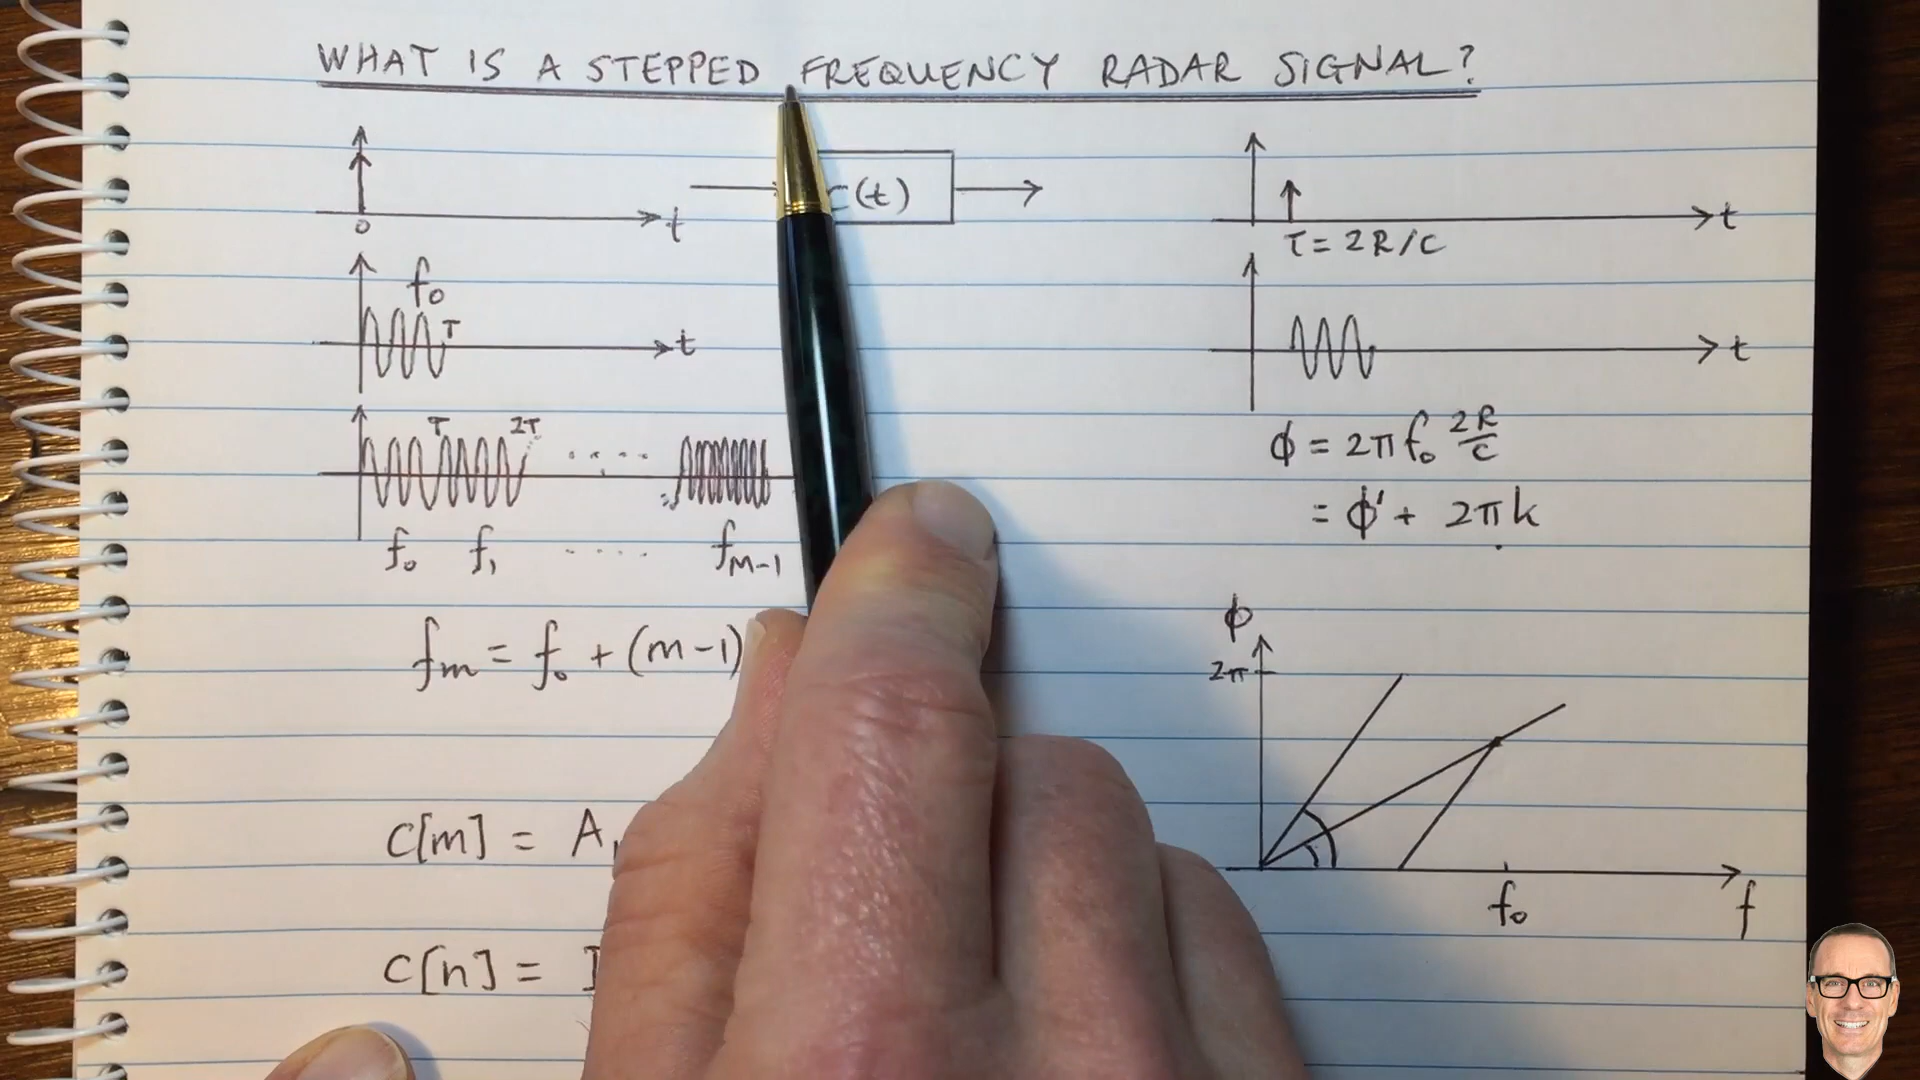 WHAT IS A STEPPED FREQUENCY RADAR SIGNAL?
(t)
0
t
t
τ = 2R/C
f₀
T
t
t
T
2T
.....
ϕ = 2π f₀ 2R/C
= ϕ' + 2πk
f₀ f₁ ..... f_M-1
ϕ
f_m = f₀ + (m-1)
2π
C[m] = A
f₀
f
C[n] =